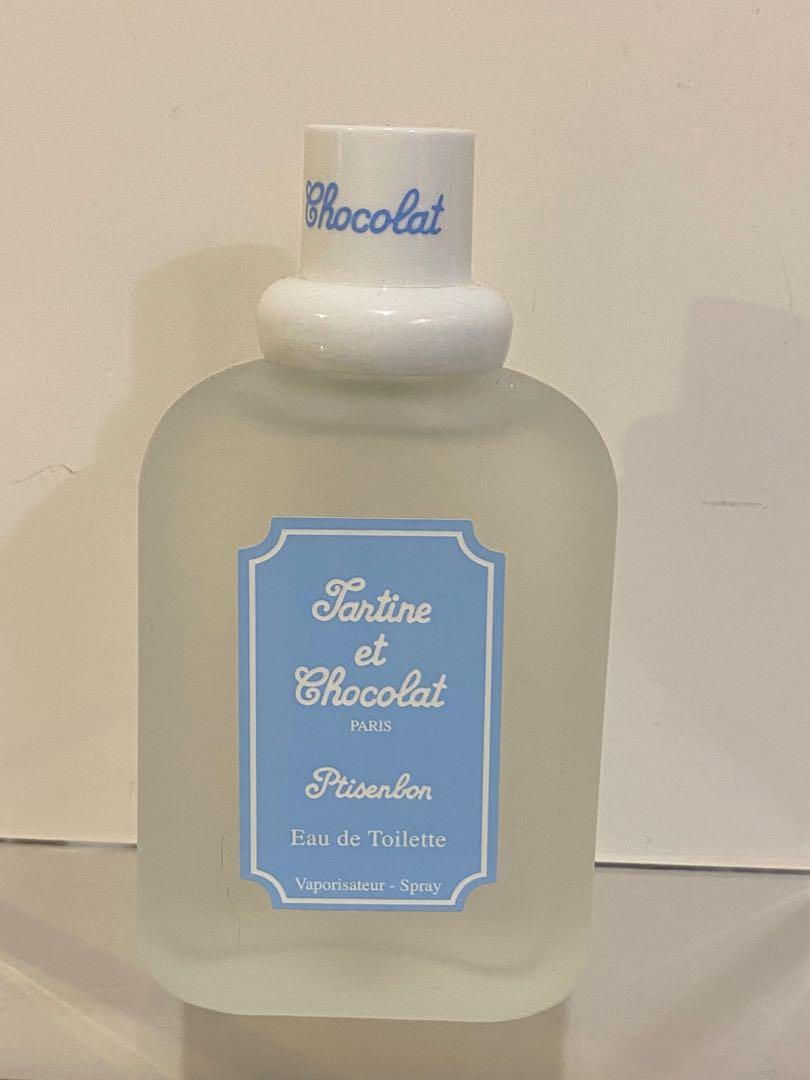 Chocolat
Tartine
et
Chocolat
PARIS
Ptisenbon
Eau de Toilette
Vaporisateur - Spray